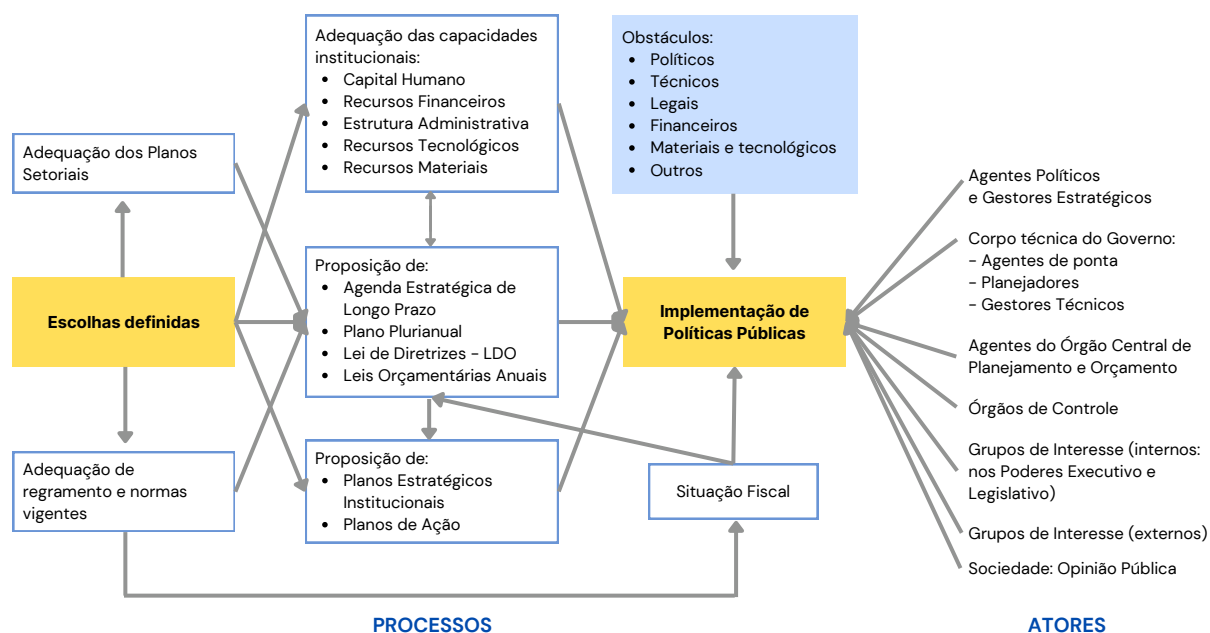 Adequação dos Planos
Setoriais
Escolhas definidas
Adequação de
regramento e normas
vigentes
Adequação das capacidades
institucionais:
• Capital Humano
• Recursos Financeiros
• Estrutura Administrativa
• Recursos Tecnológicos
• Recursos Materiais
Proposição de:
• Agenda Estratégica de
Longo Prazo
• Plano Plurianual
• Lei de Diretrizes - LDO
• Leis Orçamentárias Anuais
Proposição de:
• Planos Estratégicos
Institucionais
• Planos de Ação
Obstáculos:
• Políticos
• Técnicos
• Legais
• Financeiros
• Materiais e tecnológicos
• Outros
Implementação de
Políticas Públicas
Situação Fiscal
Agentes Políticos
e Gestores Estratégicos
Corpo técnica do Governo:
- Agentes de ponta
- Planejadores
- Gestores Técnicos
Agentes do Órgão Central de
Planejamento e Orçamento
Órgãos de Controle
Grupos de Interesse (internos:
nos Poderes Executivo e
Legislativo)
Grupos de Interesse (externos)
Sociedade: Opinião Pública
PROCESSOS
ATORES